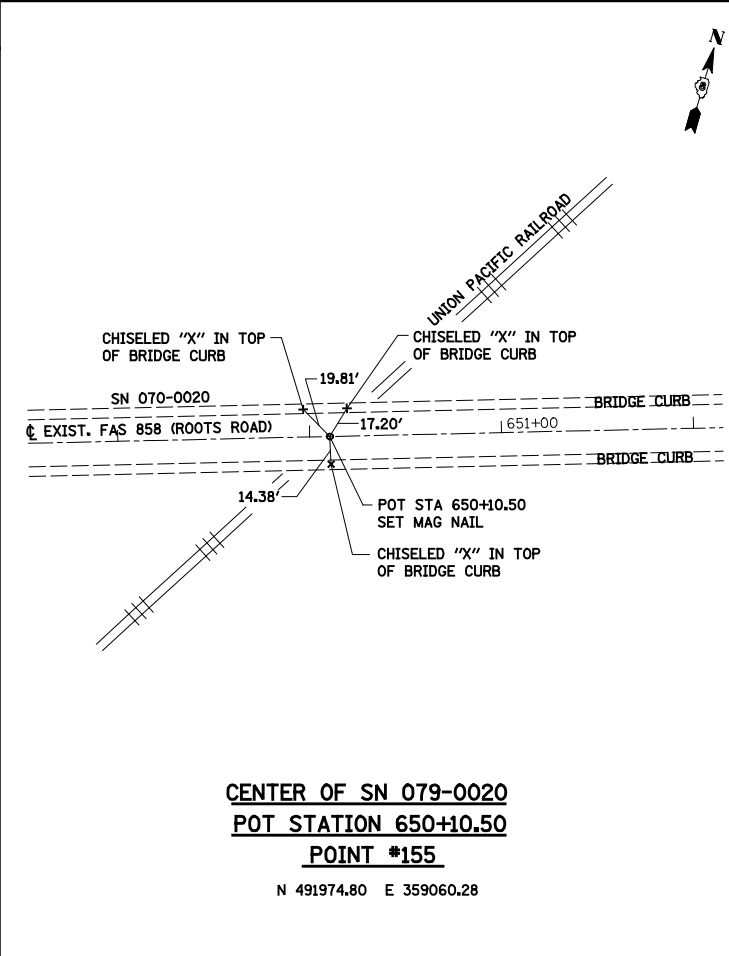 N
UNION PACIFIC RAILROAD
CHISELED "X" IN TOP
OF BRIDGE CURB
CHISELED "X" IN TOP
OF BRIDGE CURB
19.81'
SN 070-0020
BRIDGE CURB
℄ EXIST. FAS 858 (ROOTS ROAD)
17.20'
651+00
BRIDGE CURB
14.38'
POT STA 650+10.50
SET MAG NAIL
CHISELED "X" IN TOP
OF BRIDGE CURB
CENTER OF SN 079-0020
POT STATION 650+10.50
POINT #155
N 491974.80 E 359060.28